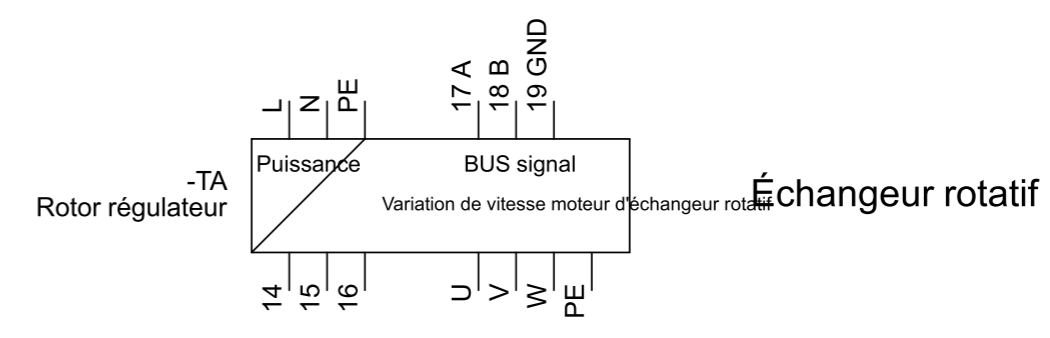 L
N
PE
17 A
18 B
19 GND
Puissance
BUS signal
-TA
Rotor régulateur
Variation de vitesse moteur d'échangeur rotatif
Échangeur rotatif
14
15
16
U
V
W
PE